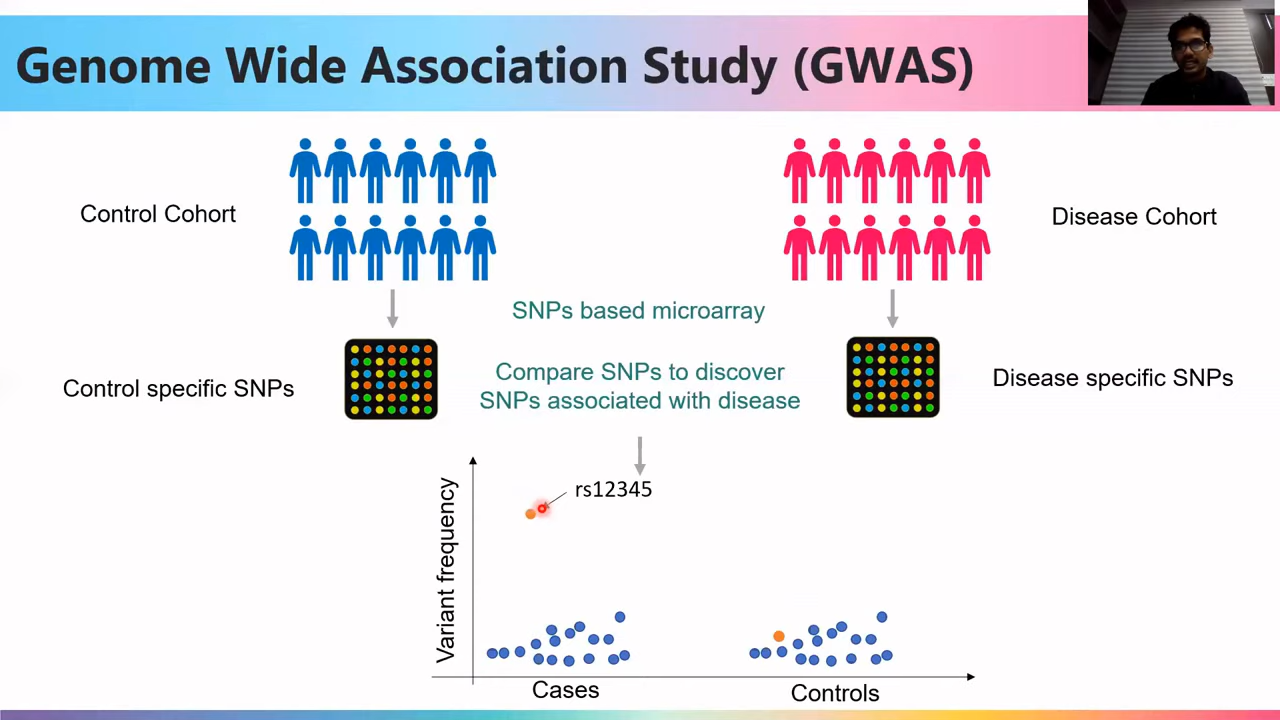 Genome Wide Association Study (GWAS)
Control Cohort
Disease Cohort
SNPs based microarray
Control specific SNPs
Compare SNPs to discover
SNPs associated with disease
Disease specific SNPs
rs12345
Variant frequency
Cases
Controls